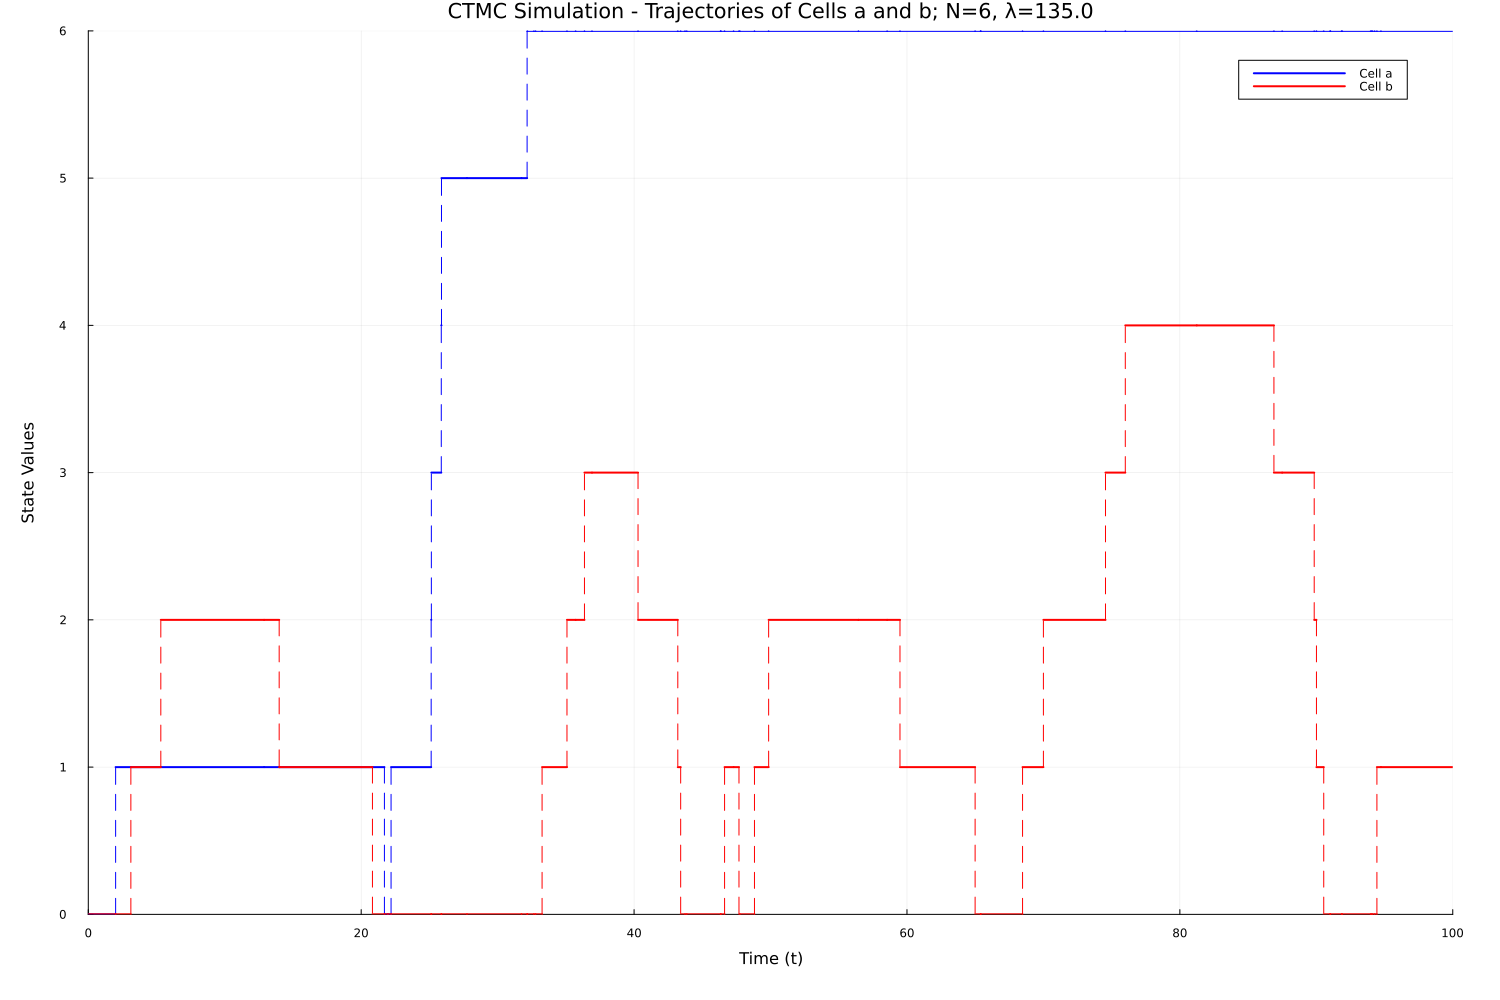 CTMC Simulation - Trajectories of Cells a and b; N=6, λ=135.0
6
Cell a
Cell b
5
4
State Values
3
2
1
0
0 20 40 60 80 100
Time (t)